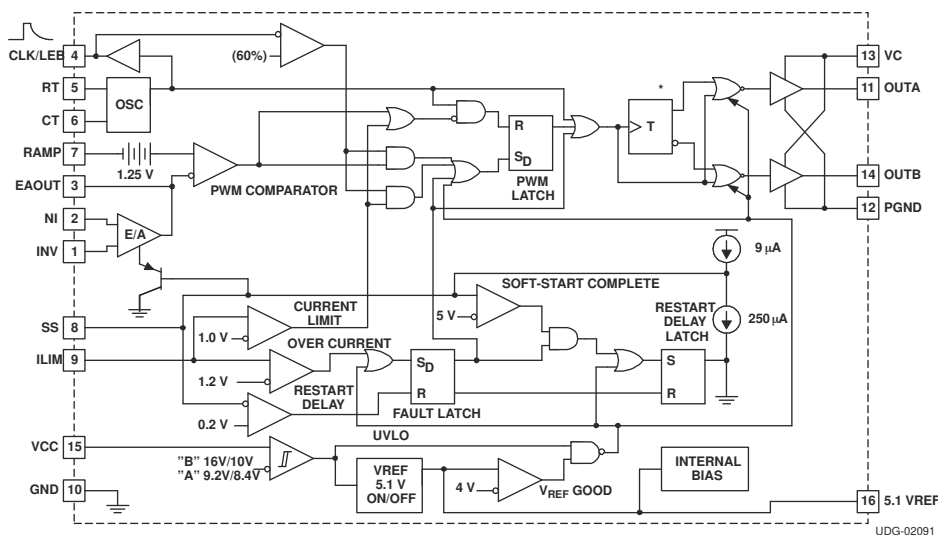 CLK/LEB 4
(60%)
13 VC
RT 5
OSC
11 OUTA
CT 6
*
R
T
RAMP 7
1.25 V
SD
PWM COMPARATOR
PWM
LATCH
EAOUT 3
14 OUTB
NI 2
12 PGND
E/A
INV 1
9 µA
SOFT-START COMPLETE
SS 8
CURRENT
LIMIT
5 V
RESTART
DELAY
LATCH
250 µA
1.0 V
ILIM 9
OVER CURRENT
SD
S
1.2 V
RESTART
DELAY
R
R
FAULT LATCH
0.2 V
UVLO
VCC 15
"B" 16V/10V
"A" 9.2V/8.4V
VREF
5.1 V
ON/OFF
INTERNAL
BIAS
4 V
VREF GOOD
GND 10
16 5.1 VREF
UDG-02091